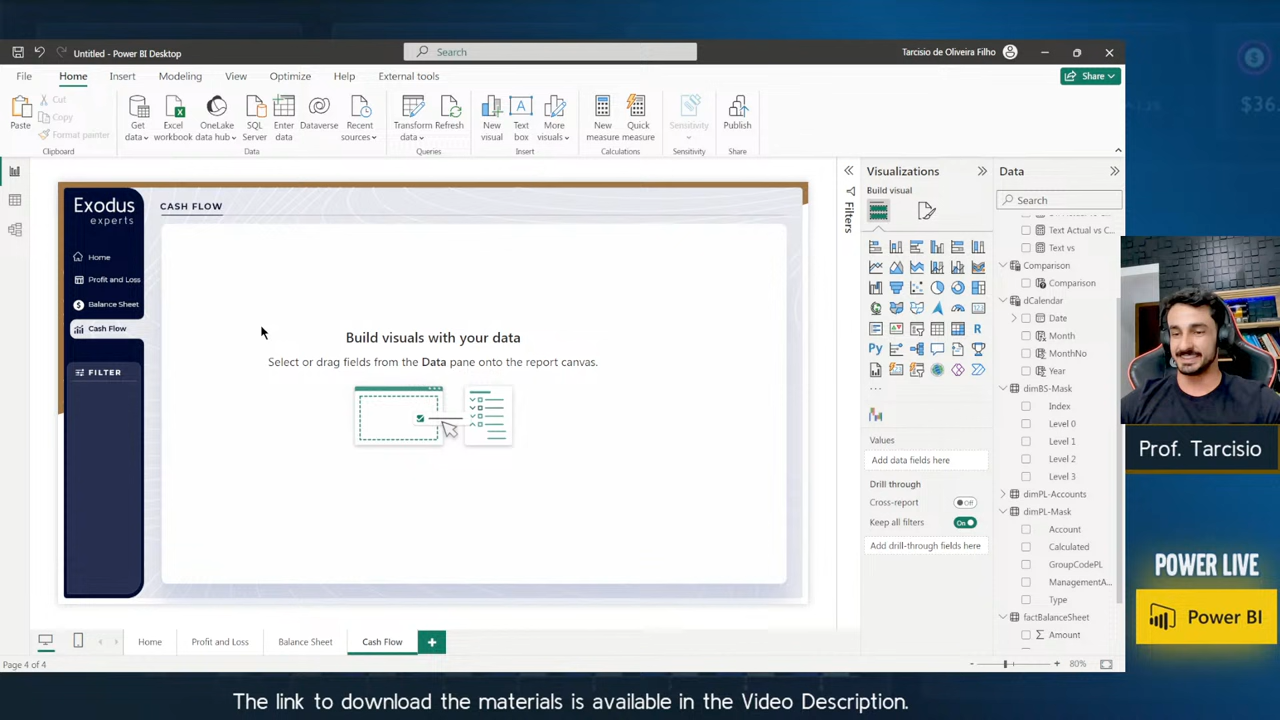 Untitled - Power BI Desktop
Search
Tarcisio de Oliveira Filho
File
Home
Insert
Modeling
View
Optimize
Help
External tools
Share
Paste
Cut
Copy
Format painter
Get data
Excel workbook
OneLake data hub
SQL Server
Enter data
Dataverse
Recent sources
Transform data
Refresh
New visual
Text box
More visuals
New measure
Quick measure
Sensitivity
Publish
Clipboard
Data
Queries
Insert
Calculations
Sensitivity
Share
Exodus
experts
Home
Profit and Loss
Balance Sheet
Cash Flow
FILTER
CASH FLOW
Build visuals with your data
Select or drag fields from the Data pane onto the report canvas.
Filters
Visualizations
Build visual
Values
Add data fields here
Drill through
Cross-report
Off
Keep all filters
On
Add drill-through fields here
Data
Search
Text Actual vs C...
Text vs
Comparison
Comparison
dCalendar
Date
Month
MonthNo
Year
dimBS-Mask
Index
Level 0
Level 1
Level 2
Level 3
dimPL-Accounts
dimPL-Mask
Account
Calculated
GroupCodePL
ManagementA...
Type
factBalanceSheet
Amount
Home
Profit and Loss
Balance Sheet
Cash Flow
Page 4 of 4
80%
Prof. Tarcisio
POWER LIVE
Power BI
The link to download the materials is available in the Video Description.